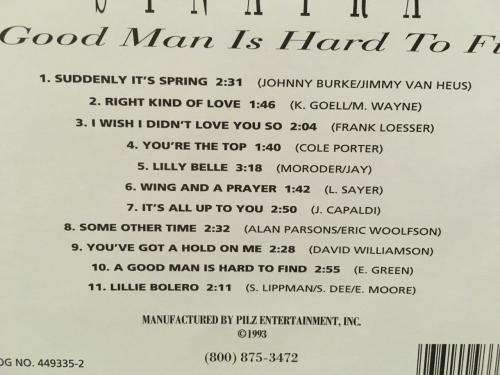 SINATRA
Good Man Is Hard To Fi
1. SUDDENLY IT'S SPRING 2:31 (JOHNNY BURKE/JIMMY VAN HEUS)
2. RIGHT KIND OF LOVE 1:46 (K. GOELL/M. WAYNE)
3. I WISH I DIDN'T LOVE YOU SO 2:04 (FRANK LOESSER)
4. YOU'RE THE TOP 1:40 (COLE PORTER)
5. LILLY BELLE 3:18 (MORODER/JAY)
6. WING AND A PRAYER 1:42 (L. SAYER)
7. IT'S ALL UP TO YOU 2:50 (J. CAPALDI)
8. SOME OTHER TIME 2:32 (ALAN PARSONS/ERIC WOOLFSON)
9. YOU'VE GOT A HOLD ON ME 2:28 (DAVID WILLIAMSON)
10. A GOOD MAN IS HARD TO FIND 2:55 (E. GREEN)
11. LILLIE BOLERO 2:11 (S. LIPPMAN/S. DEE/E. MOORE)
MANUFACTURED BY PILZ ENTERTAINMENT, INC.
©1993
(800) 875-3472
OG NO. 449335-2